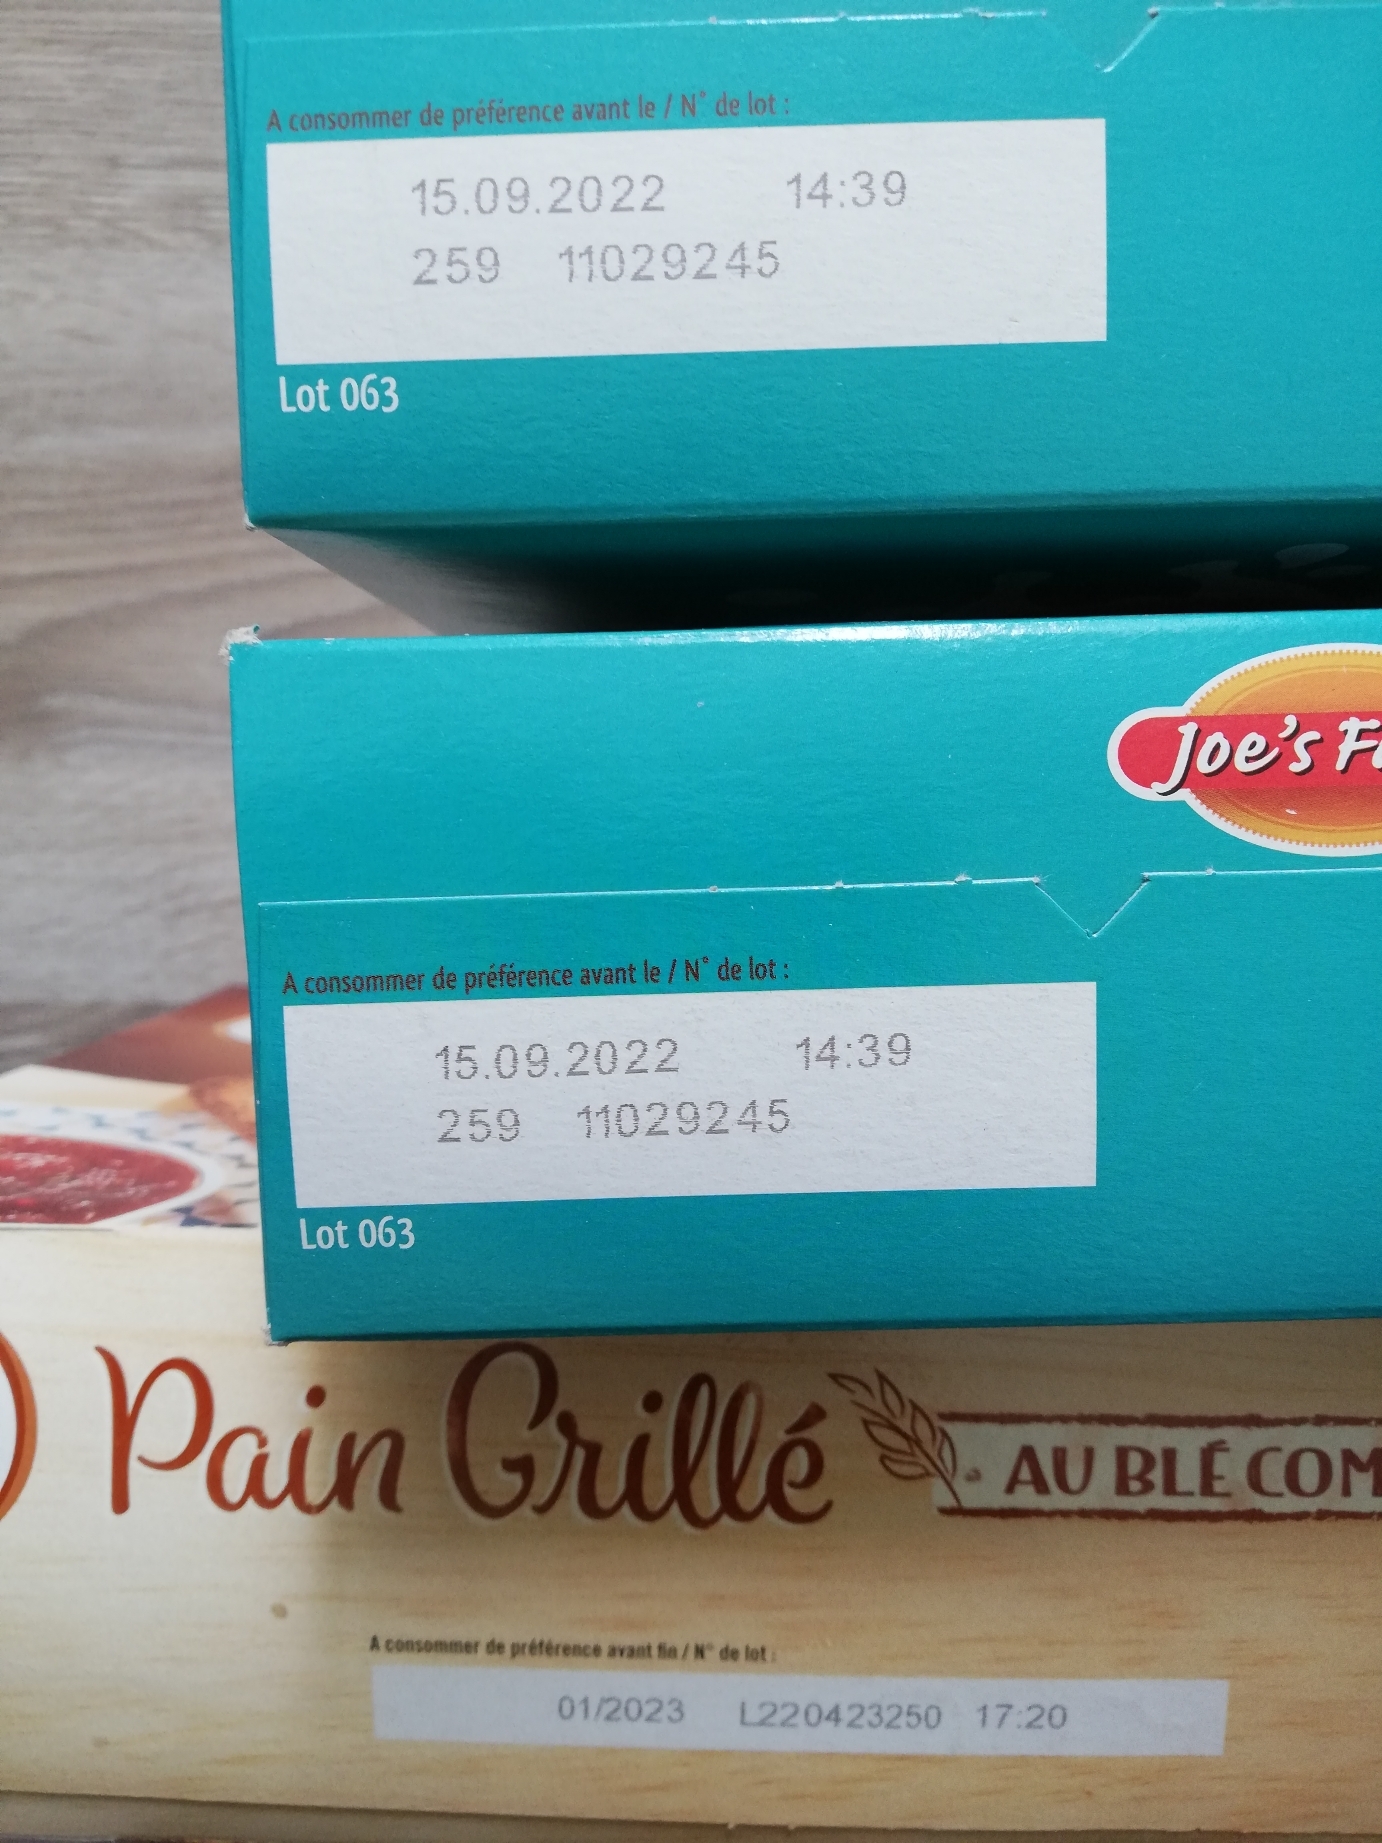 A consommer de préférence avant le / N° de lot :
15.09.2022 14:39
259 11029245
Lot 063
Joe's
A consommer de préférence avant le / N° de lot :
15.09.2022 14:39
259 11029245
Lot 063
Pain Grillé
AU BLÉ
A consommer de préférence avant fin / N° de lot :
01/2023 L220423250 17:20